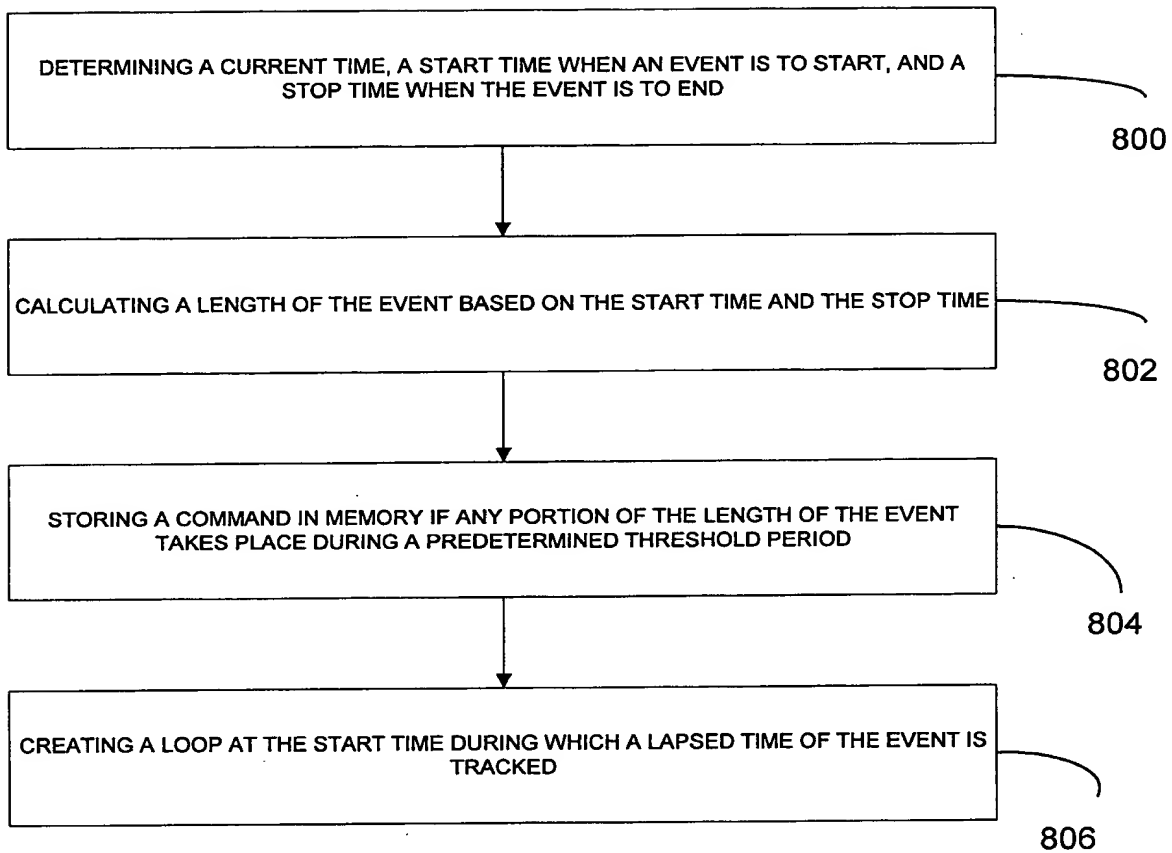 DETERMINING A CURRENT TIME, A START TIME WHEN AN EVENT IS TO START, AND A
STOP TIME WHEN THE EVENT IS TO END
800
CALCULATING A LENGTH OF THE EVENT BASED ON THE START TIME AND THE STOP TIME
802
STORING A COMMAND IN MEMORY IF ANY PORTION OF THE LENGTH OF THE EVENT
TAKES PLACE DURING A PREDETERMINED THRESHOLD PERIOD
804
CREATING A LOOP AT THE START TIME DURING WHICH A LAPSED TIME OF THE EVENT IS
TRACKED
806